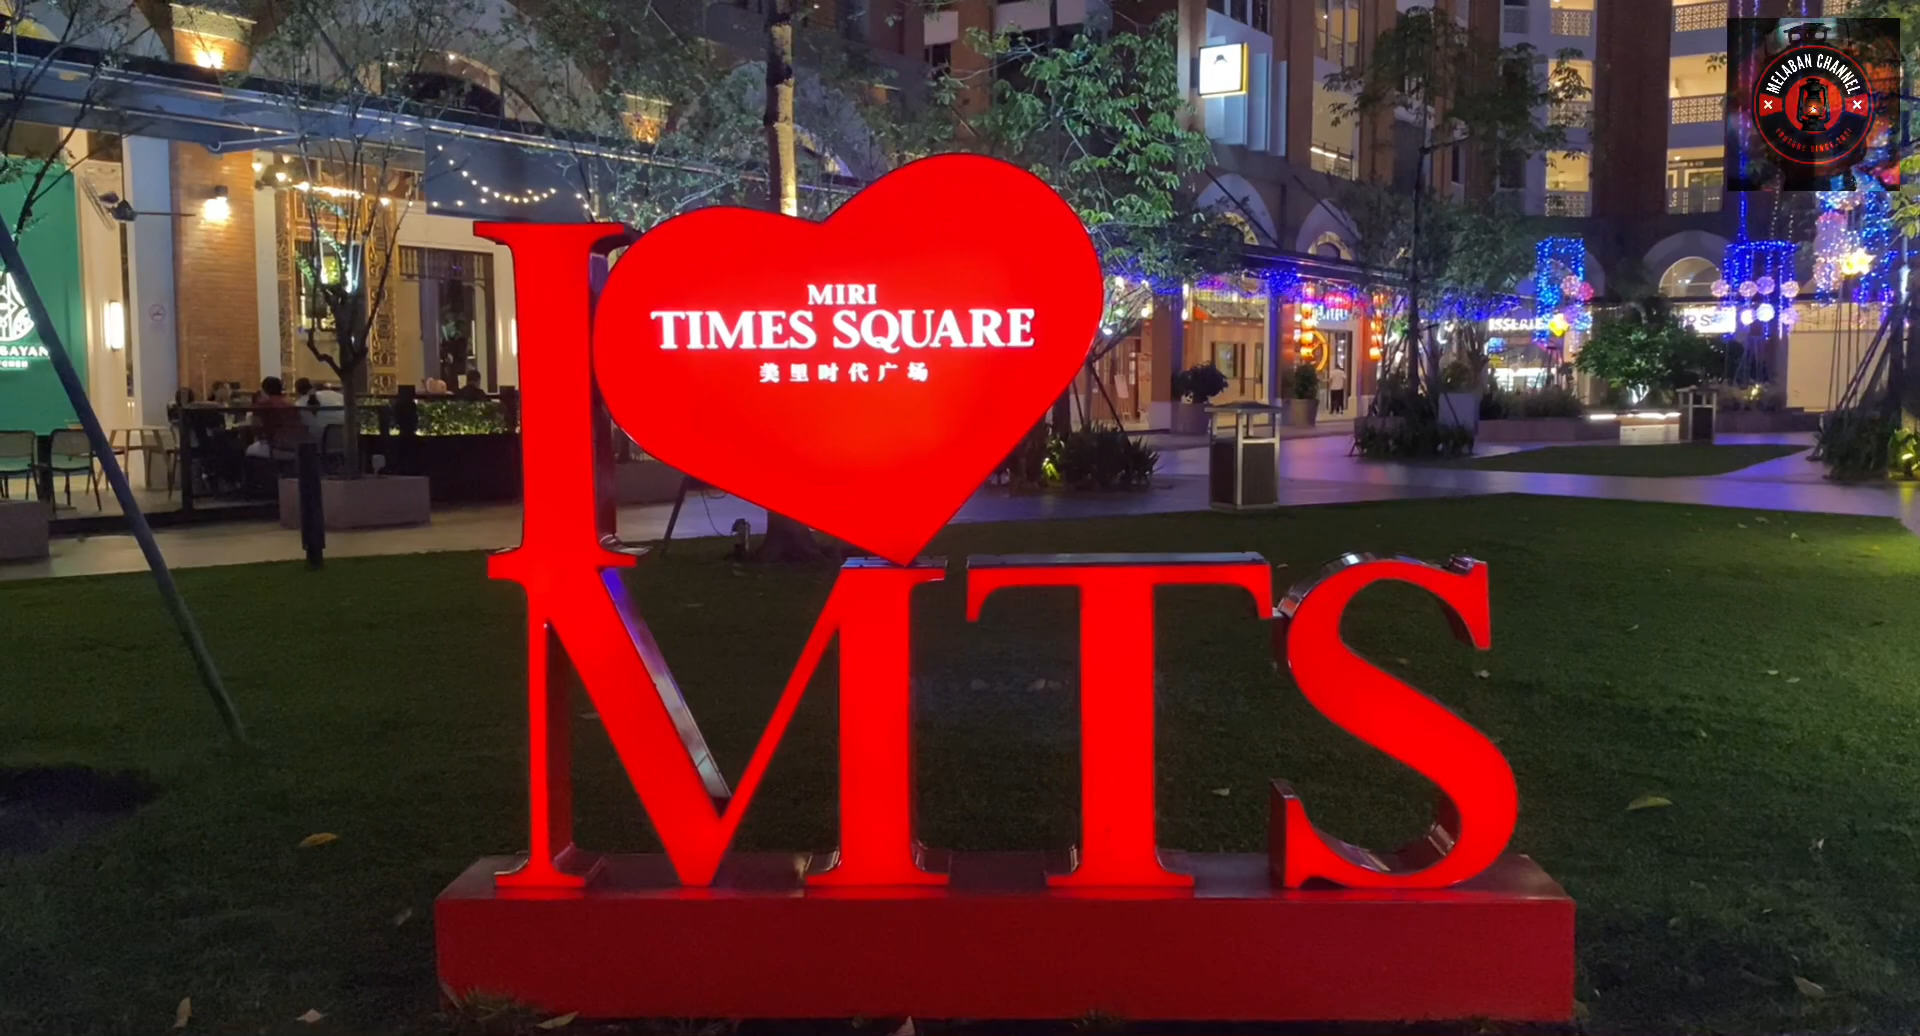 I
MIRI
TIMES SQUARE
美里时代广场
MTS
MELABAN CHANNEL